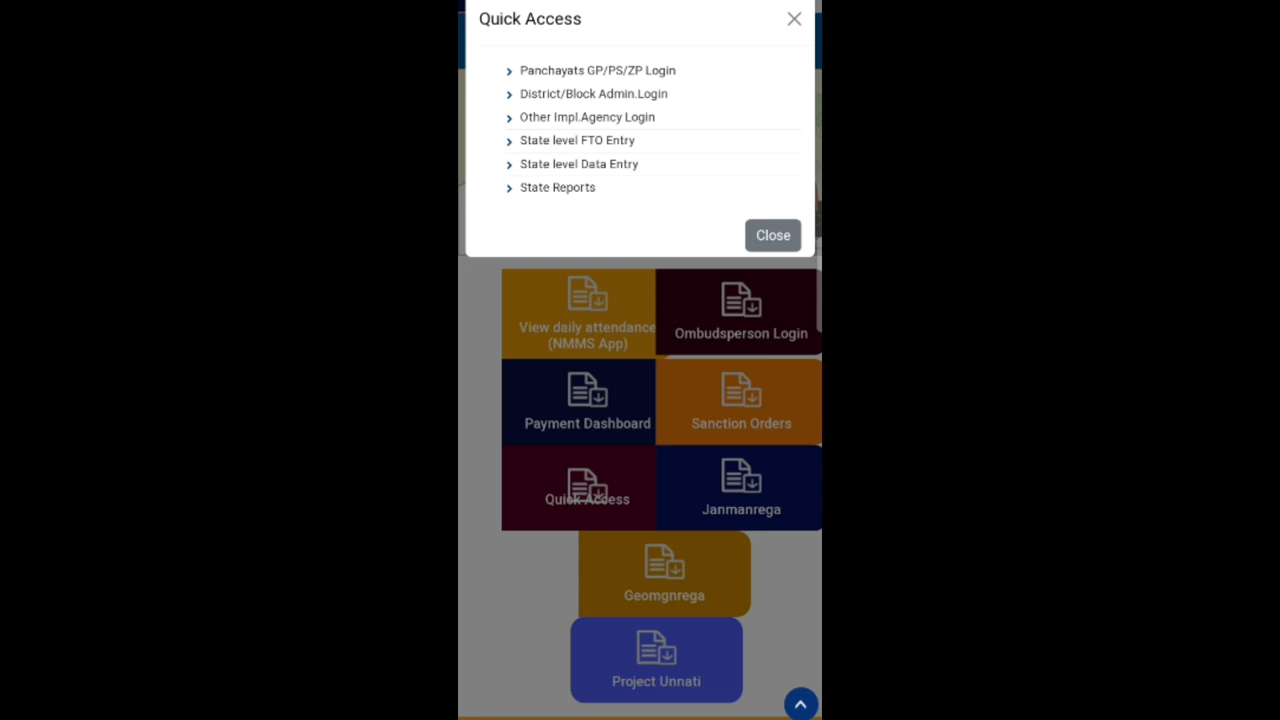 Quick Access
Panchayats GP/PS/ZP Login
District/Block Admin.Login
Other Impl.Agency Login
State level FTO Entry
State level Data Entry
State Reports
Close
View daily attendance
(NMMS App)
Ombudsperson Login
Payment Dashboard
Sanction Orders
Quick Access
Janmanrega
Geomgnrega
Project Unnati